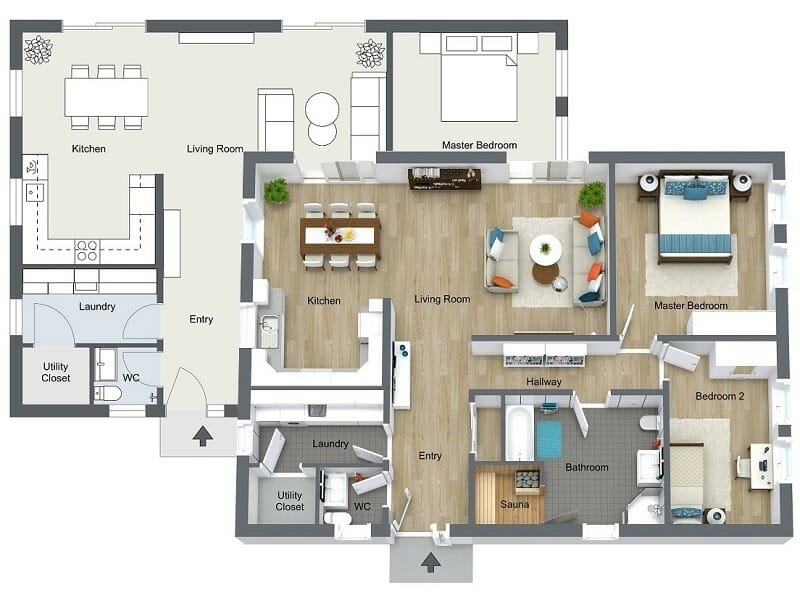 Kitchen
Living Room
Master Bedroom
Laundry
Entry
Utility
Closet
WC
Kitchen
Living Room
Master Bedroom
Hallway
Bedroom 2
Laundry
Entry
Bathroom
Utility
Closet
WC
Sauna